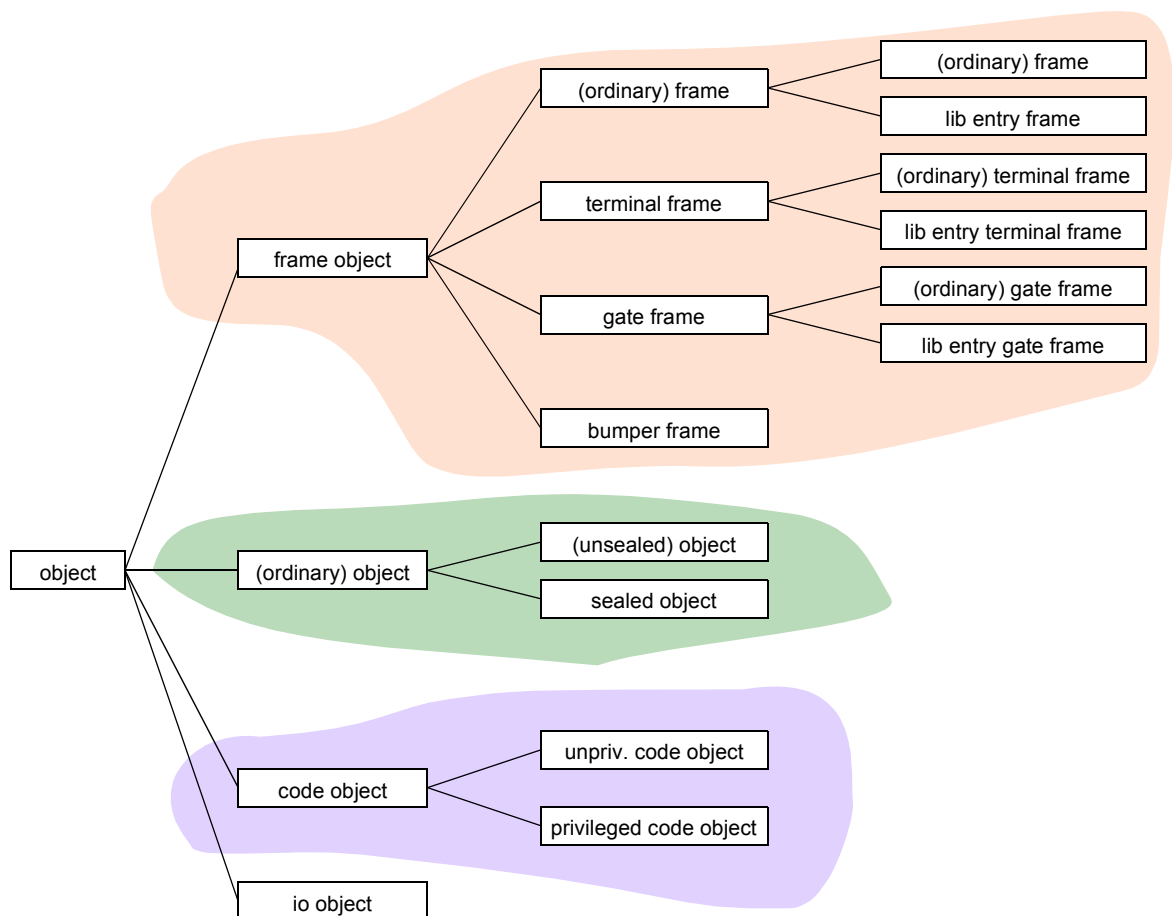 object
frame object
(ordinary) frame
(ordinary) frame
lib entry frame
terminal frame
(ordinary) terminal frame
lib entry terminal frame
gate frame
(ordinary) gate frame
lib entry gate frame
bumper frame
(ordinary) object
(unsealed) object
sealed object
code object
unpriv. code object
privileged code object
io object